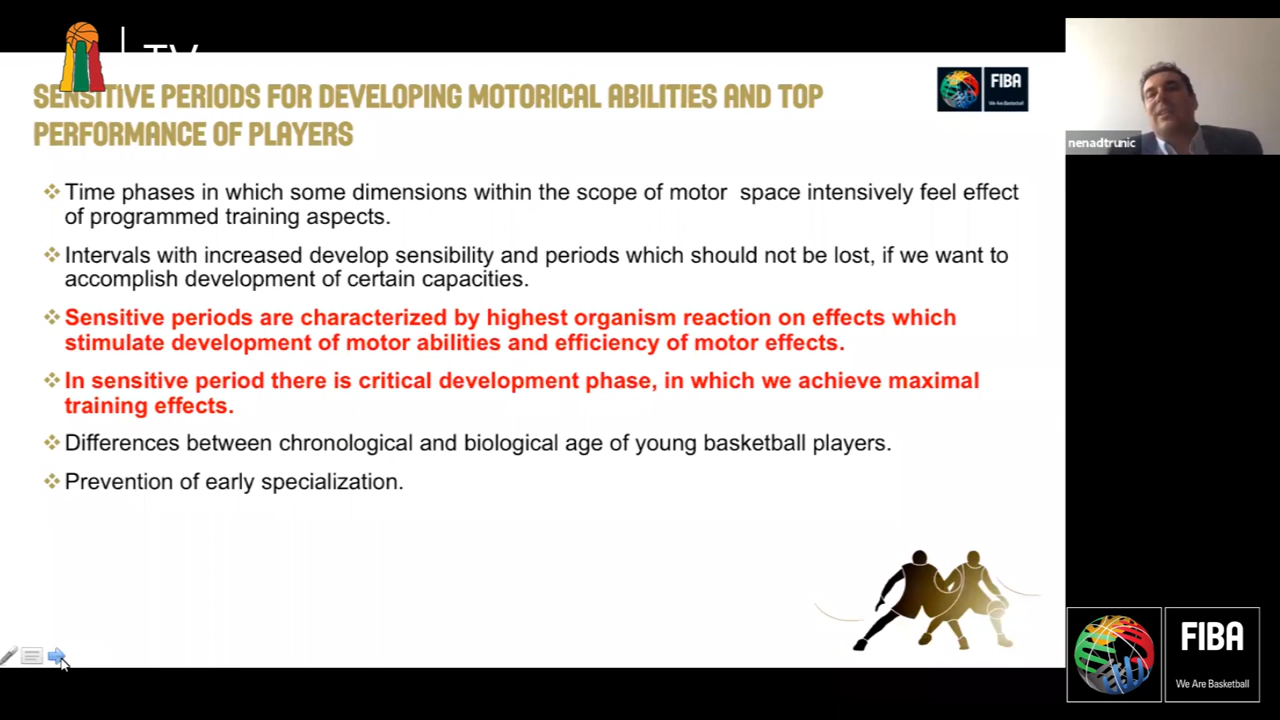 TV
SENSITIVE PERIODS FOR DEVELOPING MOTORICAL ABILITIES AND TOP
PERFORMANCE OF PLAYERS
FIBA
We Are Basketball
nenadtrunic
Time phases in which some dimensions within the scope of motor space intensively feel effect
of programmed training aspects.
Intervals with increased develop sensibility and periods which should not be lost, if we want to
accomplish development of certain capacities.
Sensitive periods are characterized by highest organism reaction on effects which
stimulate development of motor abilities and efficiency of motor effects.
In sensitive period there is critical development phase, in which we achieve maximal
training effects.
Differences between chronological and biological age of young basketball players.
Prevention of early specialization.
FIBA
We Are Basketball